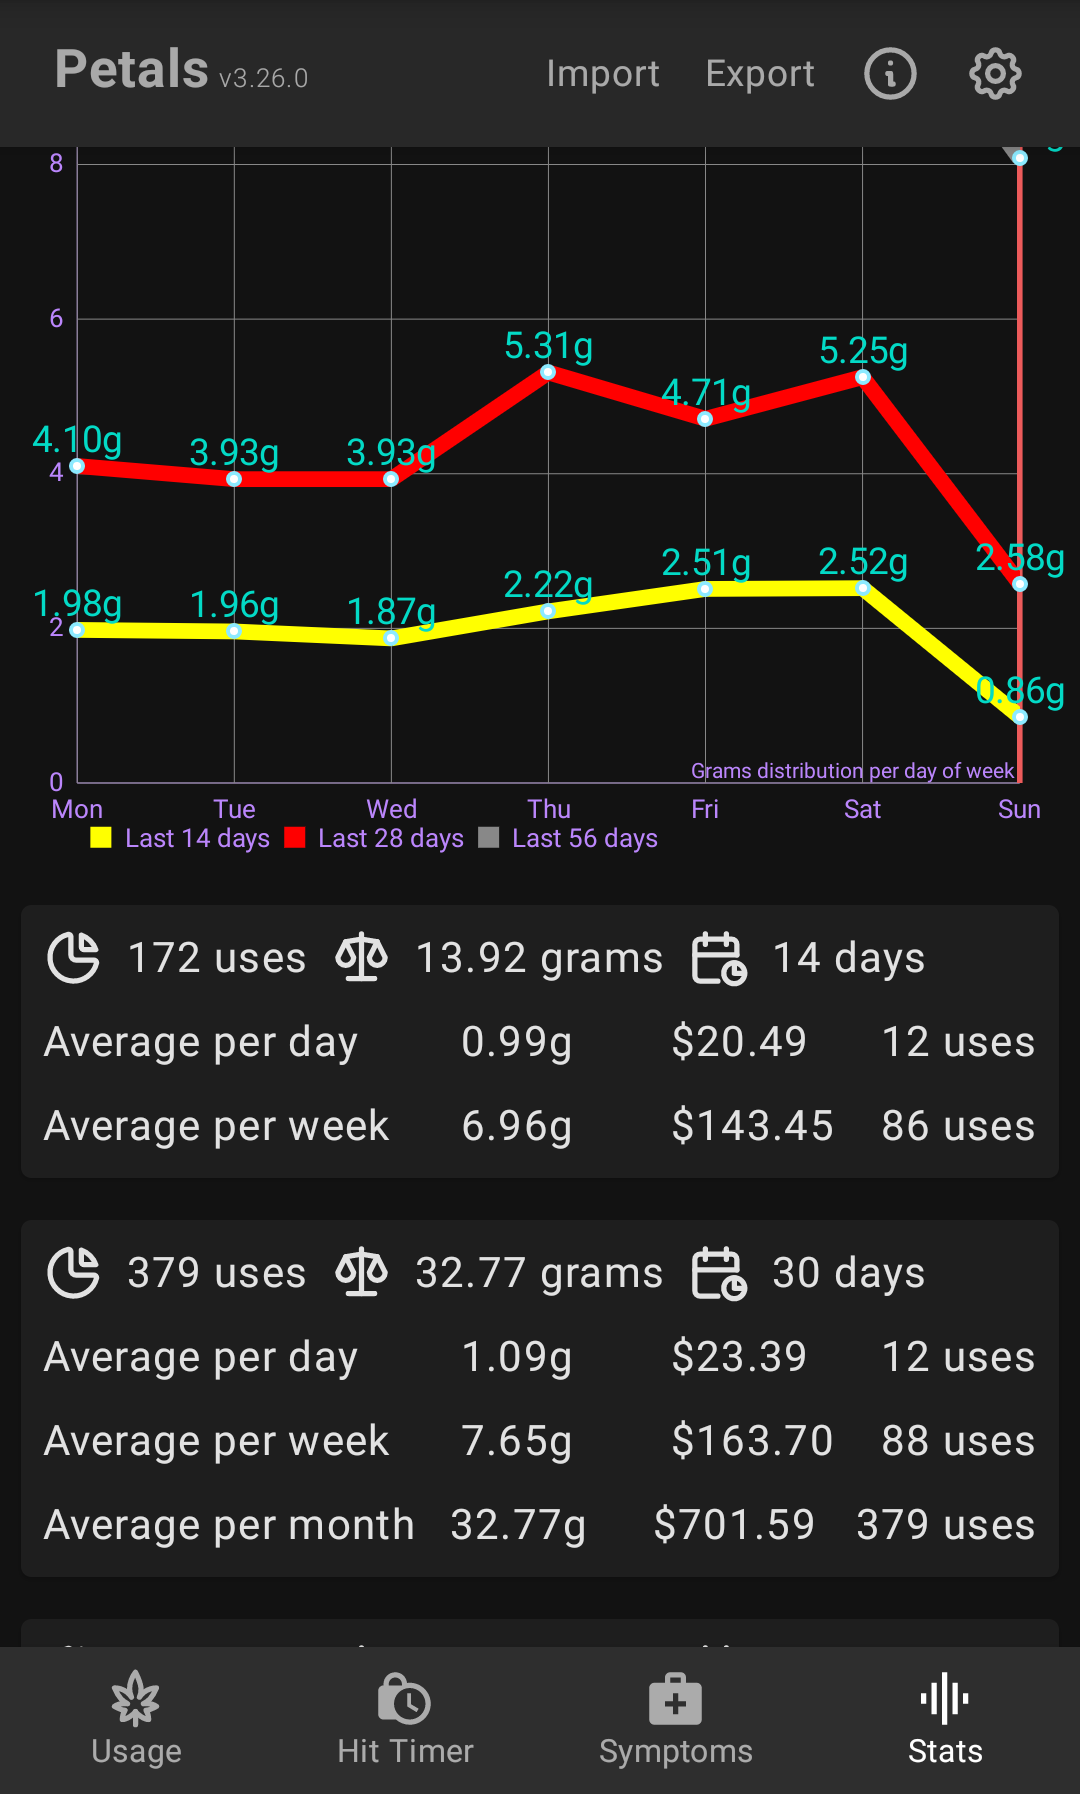 Petals v3.26.0 Import Export
8
6
5.31g 5.25g
4.71g
4.10g 3.93g 3.93g
4
2.58g
2.51g 2.52g
2.22g
1.98g 1.96g 1.87g
2
0.86g
Grams distribution per day of week
0
Mon Tue Wed Thu Fri Sat Sun
Last 14 days Last 28 days Last 56 days
172 uses 13.92 grams 14 days
Average per day 0.99g $20.49 12 uses
Average per week 6.96g $143.45 86 uses
379 uses 32.77 grams 30 days
Average per day 1.09g $23.39 12 uses
Average per week 7.65g $163.70 88 uses
Average per month 32.77g $701.59 379 uses
Usage Hit Timer Symptoms Stats